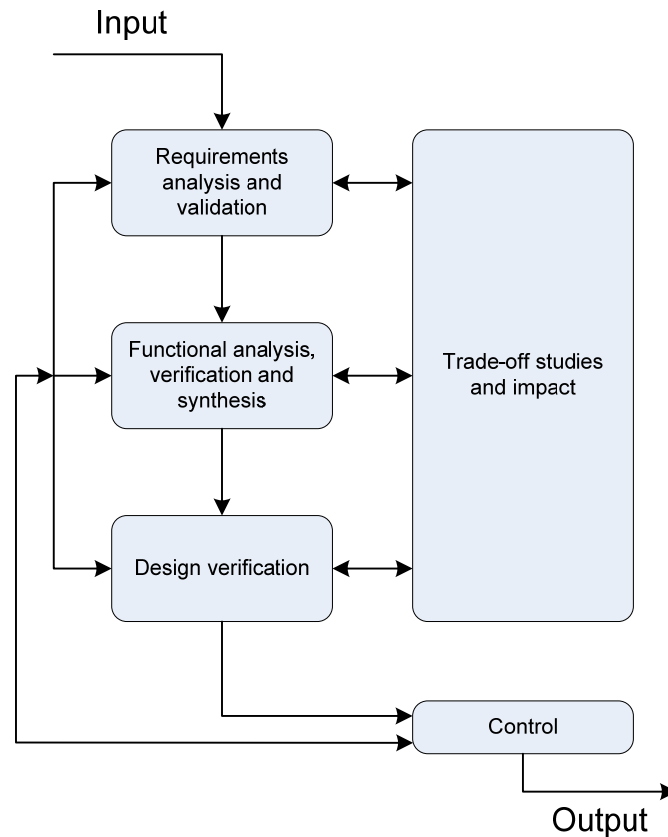 Input
Requirements
analysis and
validation
Functional analysis,
verification and
synthesis
Trade-off studies
and impact
Design verification
Control
Output